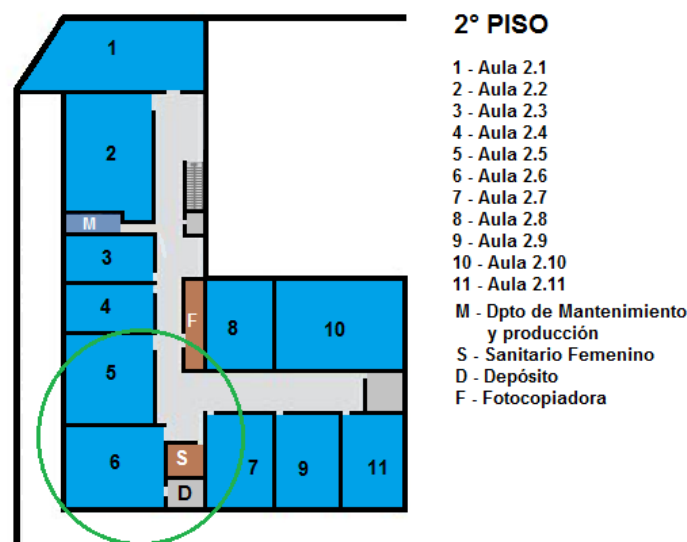 2° PISO
1 - Aula 2.1
2 - Aula 2.2
3 - Aula 2.3
4 - Aula 2.4
5 - Aula 2.5
6 - Aula 2.6
7 - Aula 2.7
8 - Aula 2.8
9 - Aula 2.9
10 - Aula 2.10
11 - Aula 2.11
M - Dpto de Mantenimiento
y producción
S - Sanitario Femenino
D - Depósito
F - Fotocopiadora
1
2
M
3
4
F
8
10
5
6
S
D
7
9
11